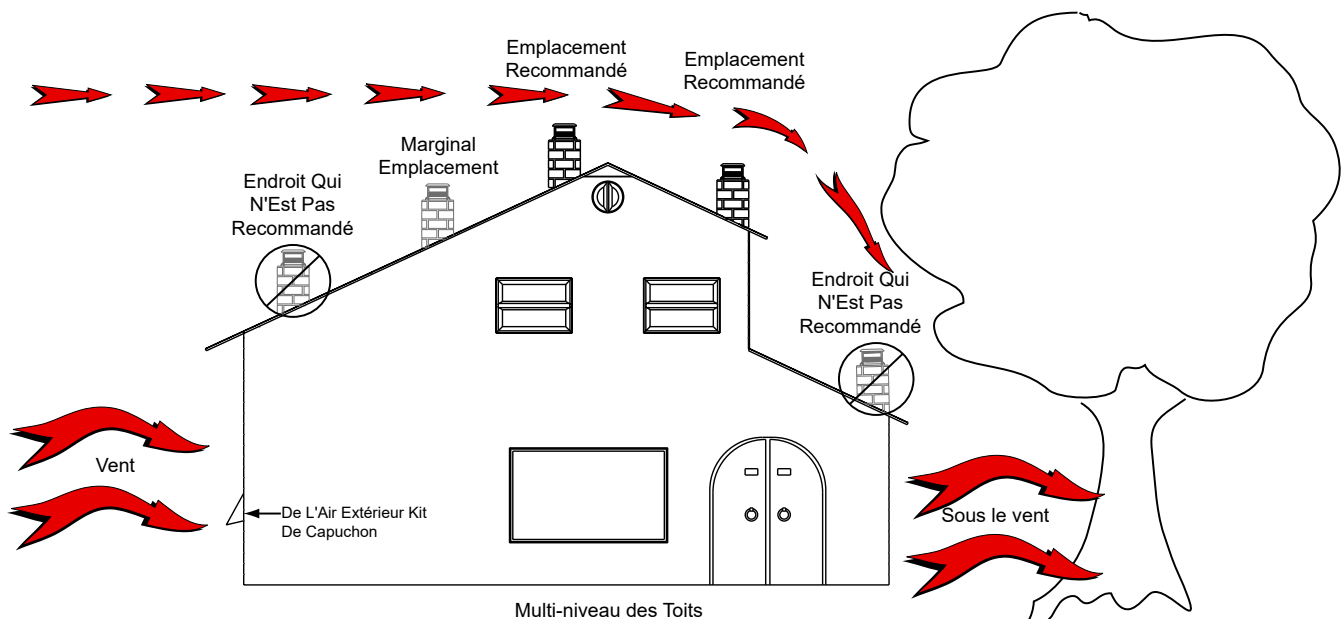 Emplacement
Recommandé
Emplacement
Recommandé
Marginal
Emplacement
Endroit Qui
N'Est Pas
Recommandé
Endroit Qui
N'Est Pas
Recommandé
Vent
De L'Air Extérieur Kit
De Capuchon
Sous le vent
Multi-niveau des Toits